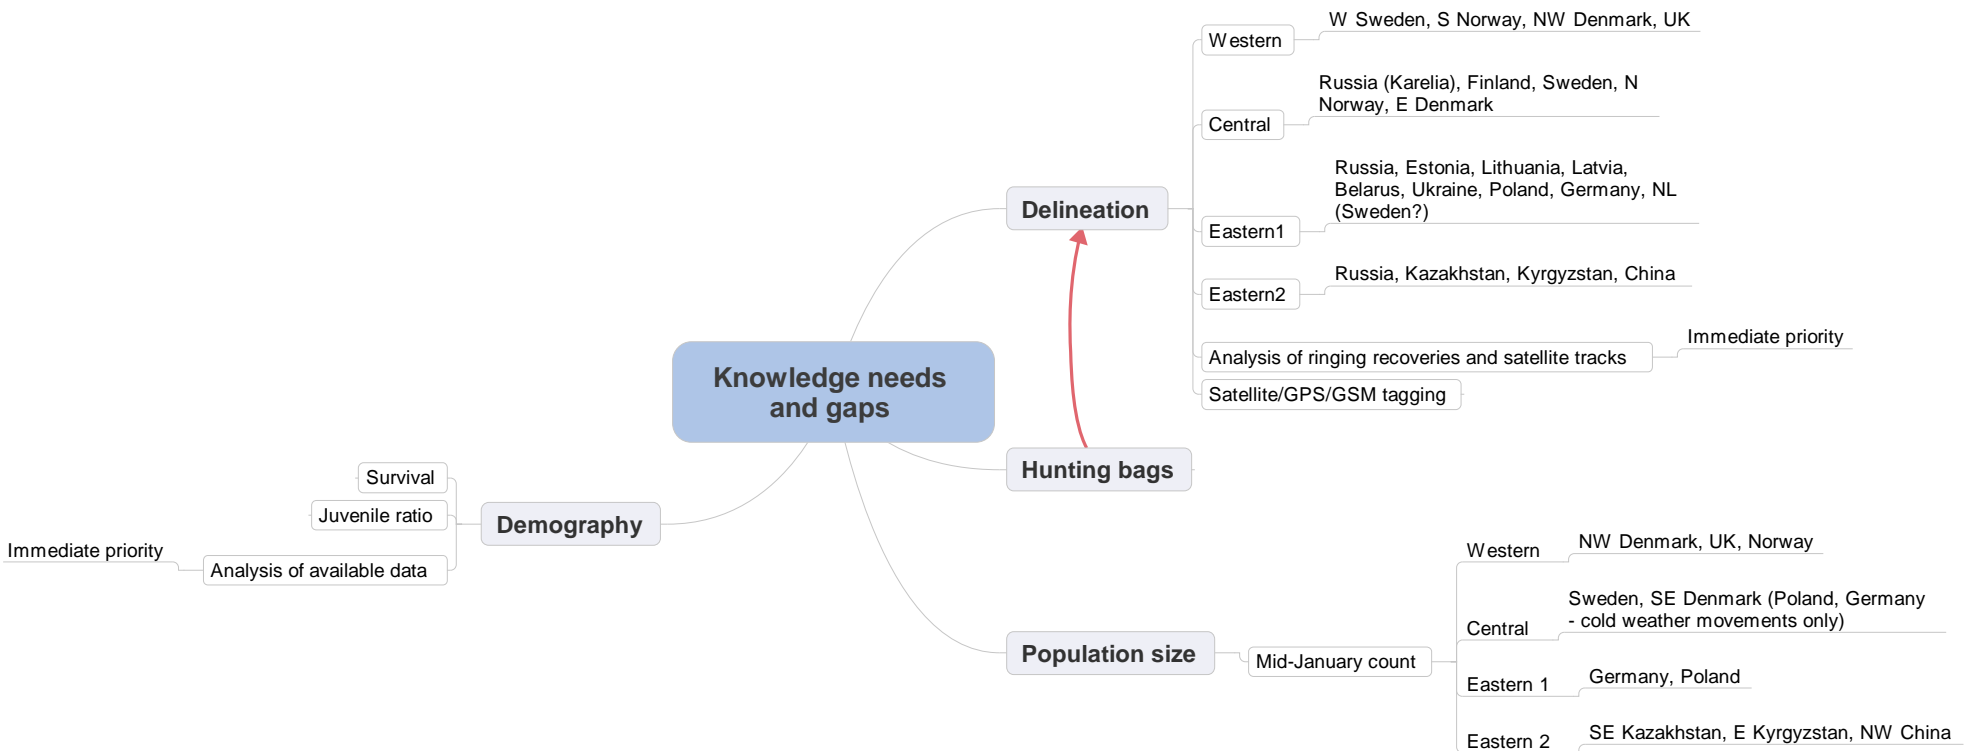 Knowledge needs
and gaps
Delineation
Western
W Sweden, S Norway, NW Denmark, UK
Central
Russia (Karelia), Finland, Sweden, N
Norway, E Denmark
Eastern1
Russia, Estonia, Lithuania, Latvia,
Belarus, Ukraine, Poland, Germany, NL
(Sweden?)
Eastern2
Russia, Kazakhstan, Kyrgyzstan, China
Analysis of ringing recoveries and satellite tracks
Immediate priority
Satellite/GPS/GSM tagging
Hunting bags
Population size
Mid-January count
Western
NW Denmark, UK, Norway
Central
Sweden, SE Denmark (Poland, Germany
- cold weather movements only)
Eastern 1
Germany, Poland
Eastern 2
SE Kazakhstan, E Kyrgyzstan, NW China
Demography
Survival
Juvenile ratio
Analysis of available data
Immediate priority